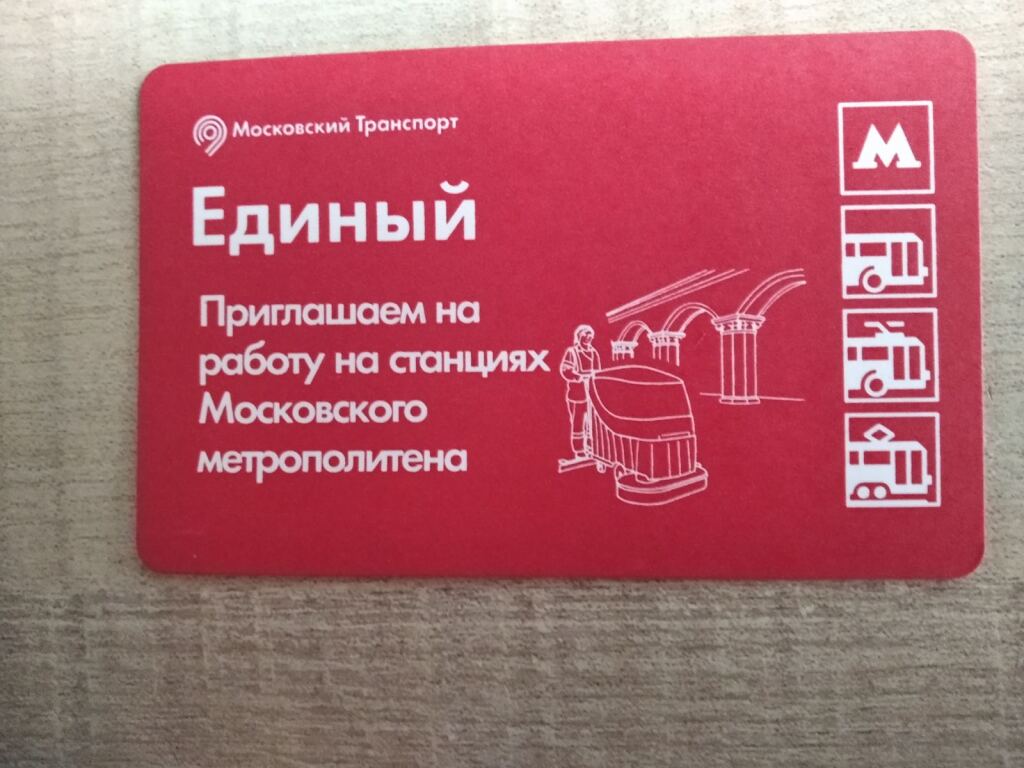 Московский Транспорт
М
Единый
Приглашаем на
работу на станциях
Московского
метрополитена